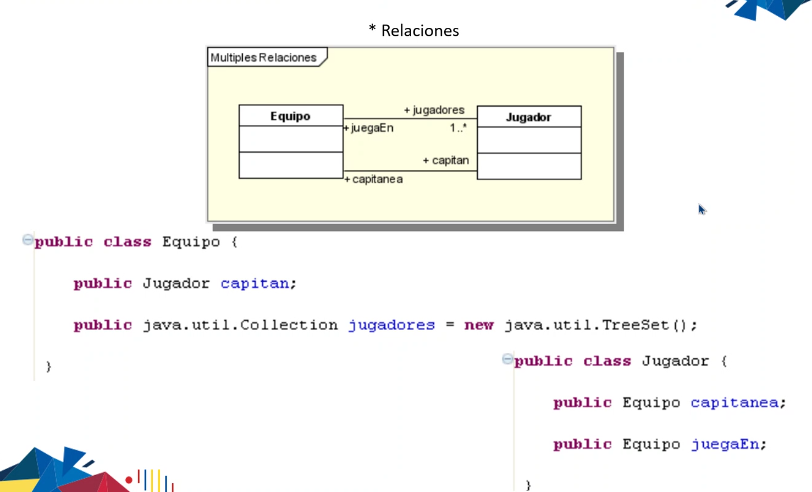 * Relaciones
Multiples Relaciones
Equipo
+ jugadores
Jugador
+juegaEn
1..*
+ capitan
+ capitanea
public class Equipo {
public Jugador capitan;
public java.util.Collection jugadores = new java.util.TreeSet();
}
public class Jugador {
public Equipo capitanea;
public Equipo juegaEn;
}